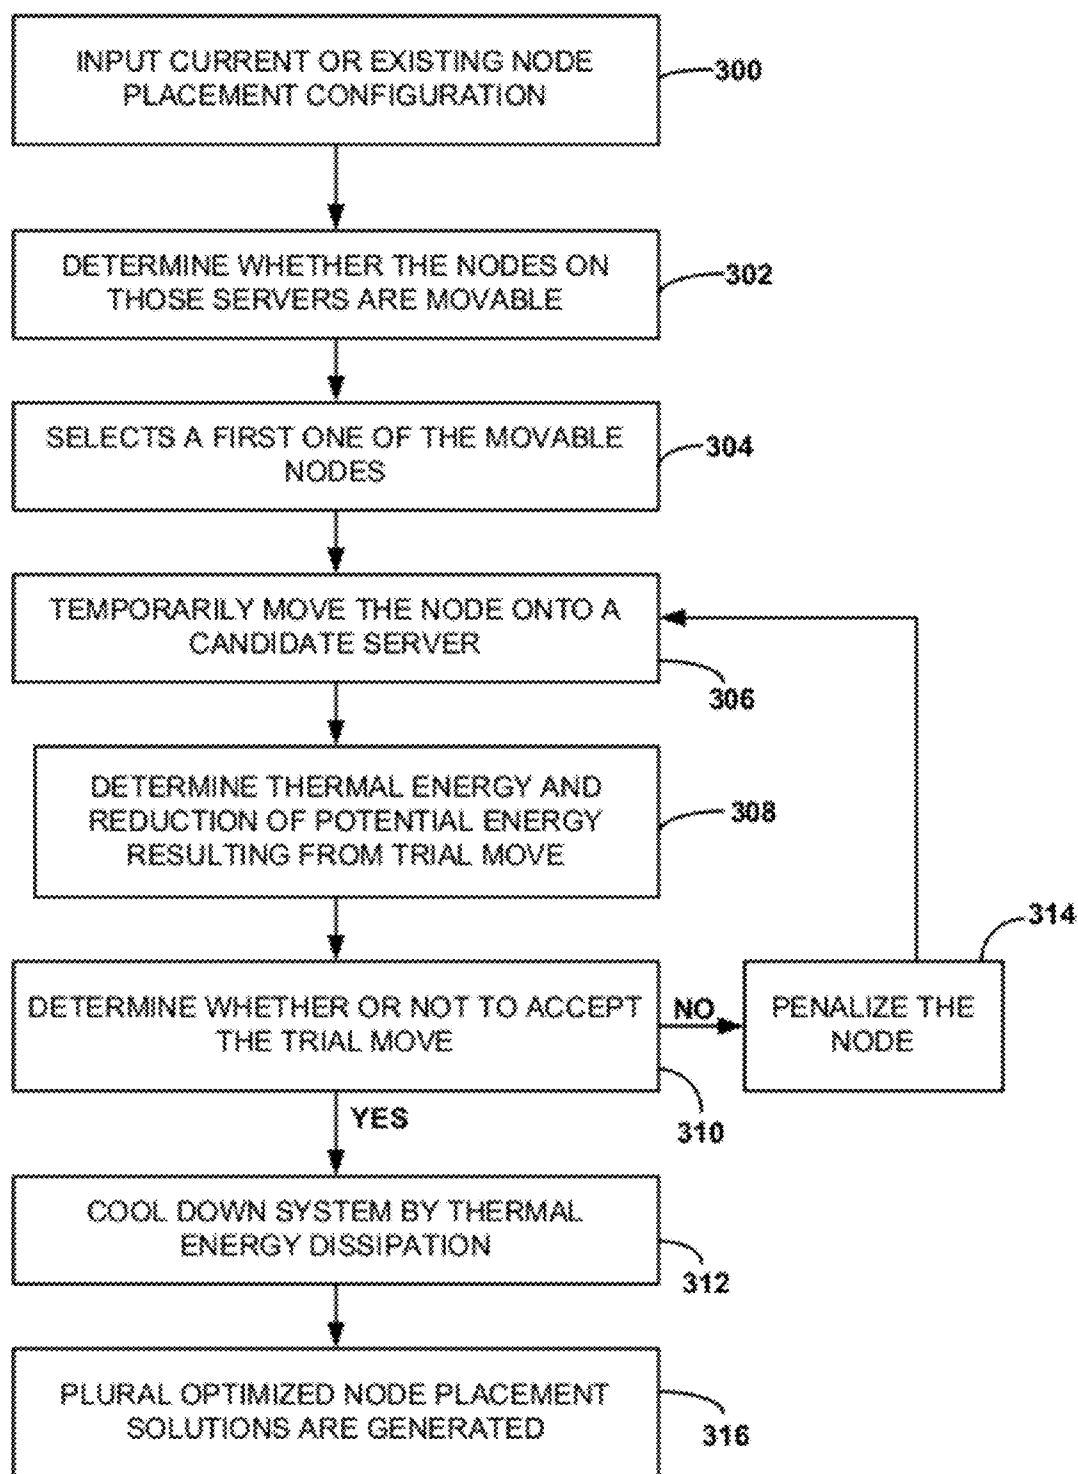 INPUT CURRENT OR EXISTING NODE
PLACEMENT CONFIGURATION
300
DETERMINE WHETHER THE NODES ON
THOSE SERVERS ARE MOVABLE
302
SELECTS A FIRST ONE OF THE MOVABLE
NODES
304
TEMPORARILY MOVE THE NODE ONTO A
CANDIDATE SERVER
306
DETERMINE THERMAL ENERGY AND
REDUCTION OF POTENTIAL ENERGY
RESULTING FROM TRIAL MOVE
308
DETERMINE WHETHER OR NOT TO ACCEPT
THE TRIAL MOVE
310
NO
PENALIZE THE
NODE
314
YES
COOL DOWN SYSTEM BY THERMAL
ENERGY DISSIPATION
312
PLURAL OPTIMIZED NODE PLACEMENT
SOLUTIONS ARE GENERATED
316